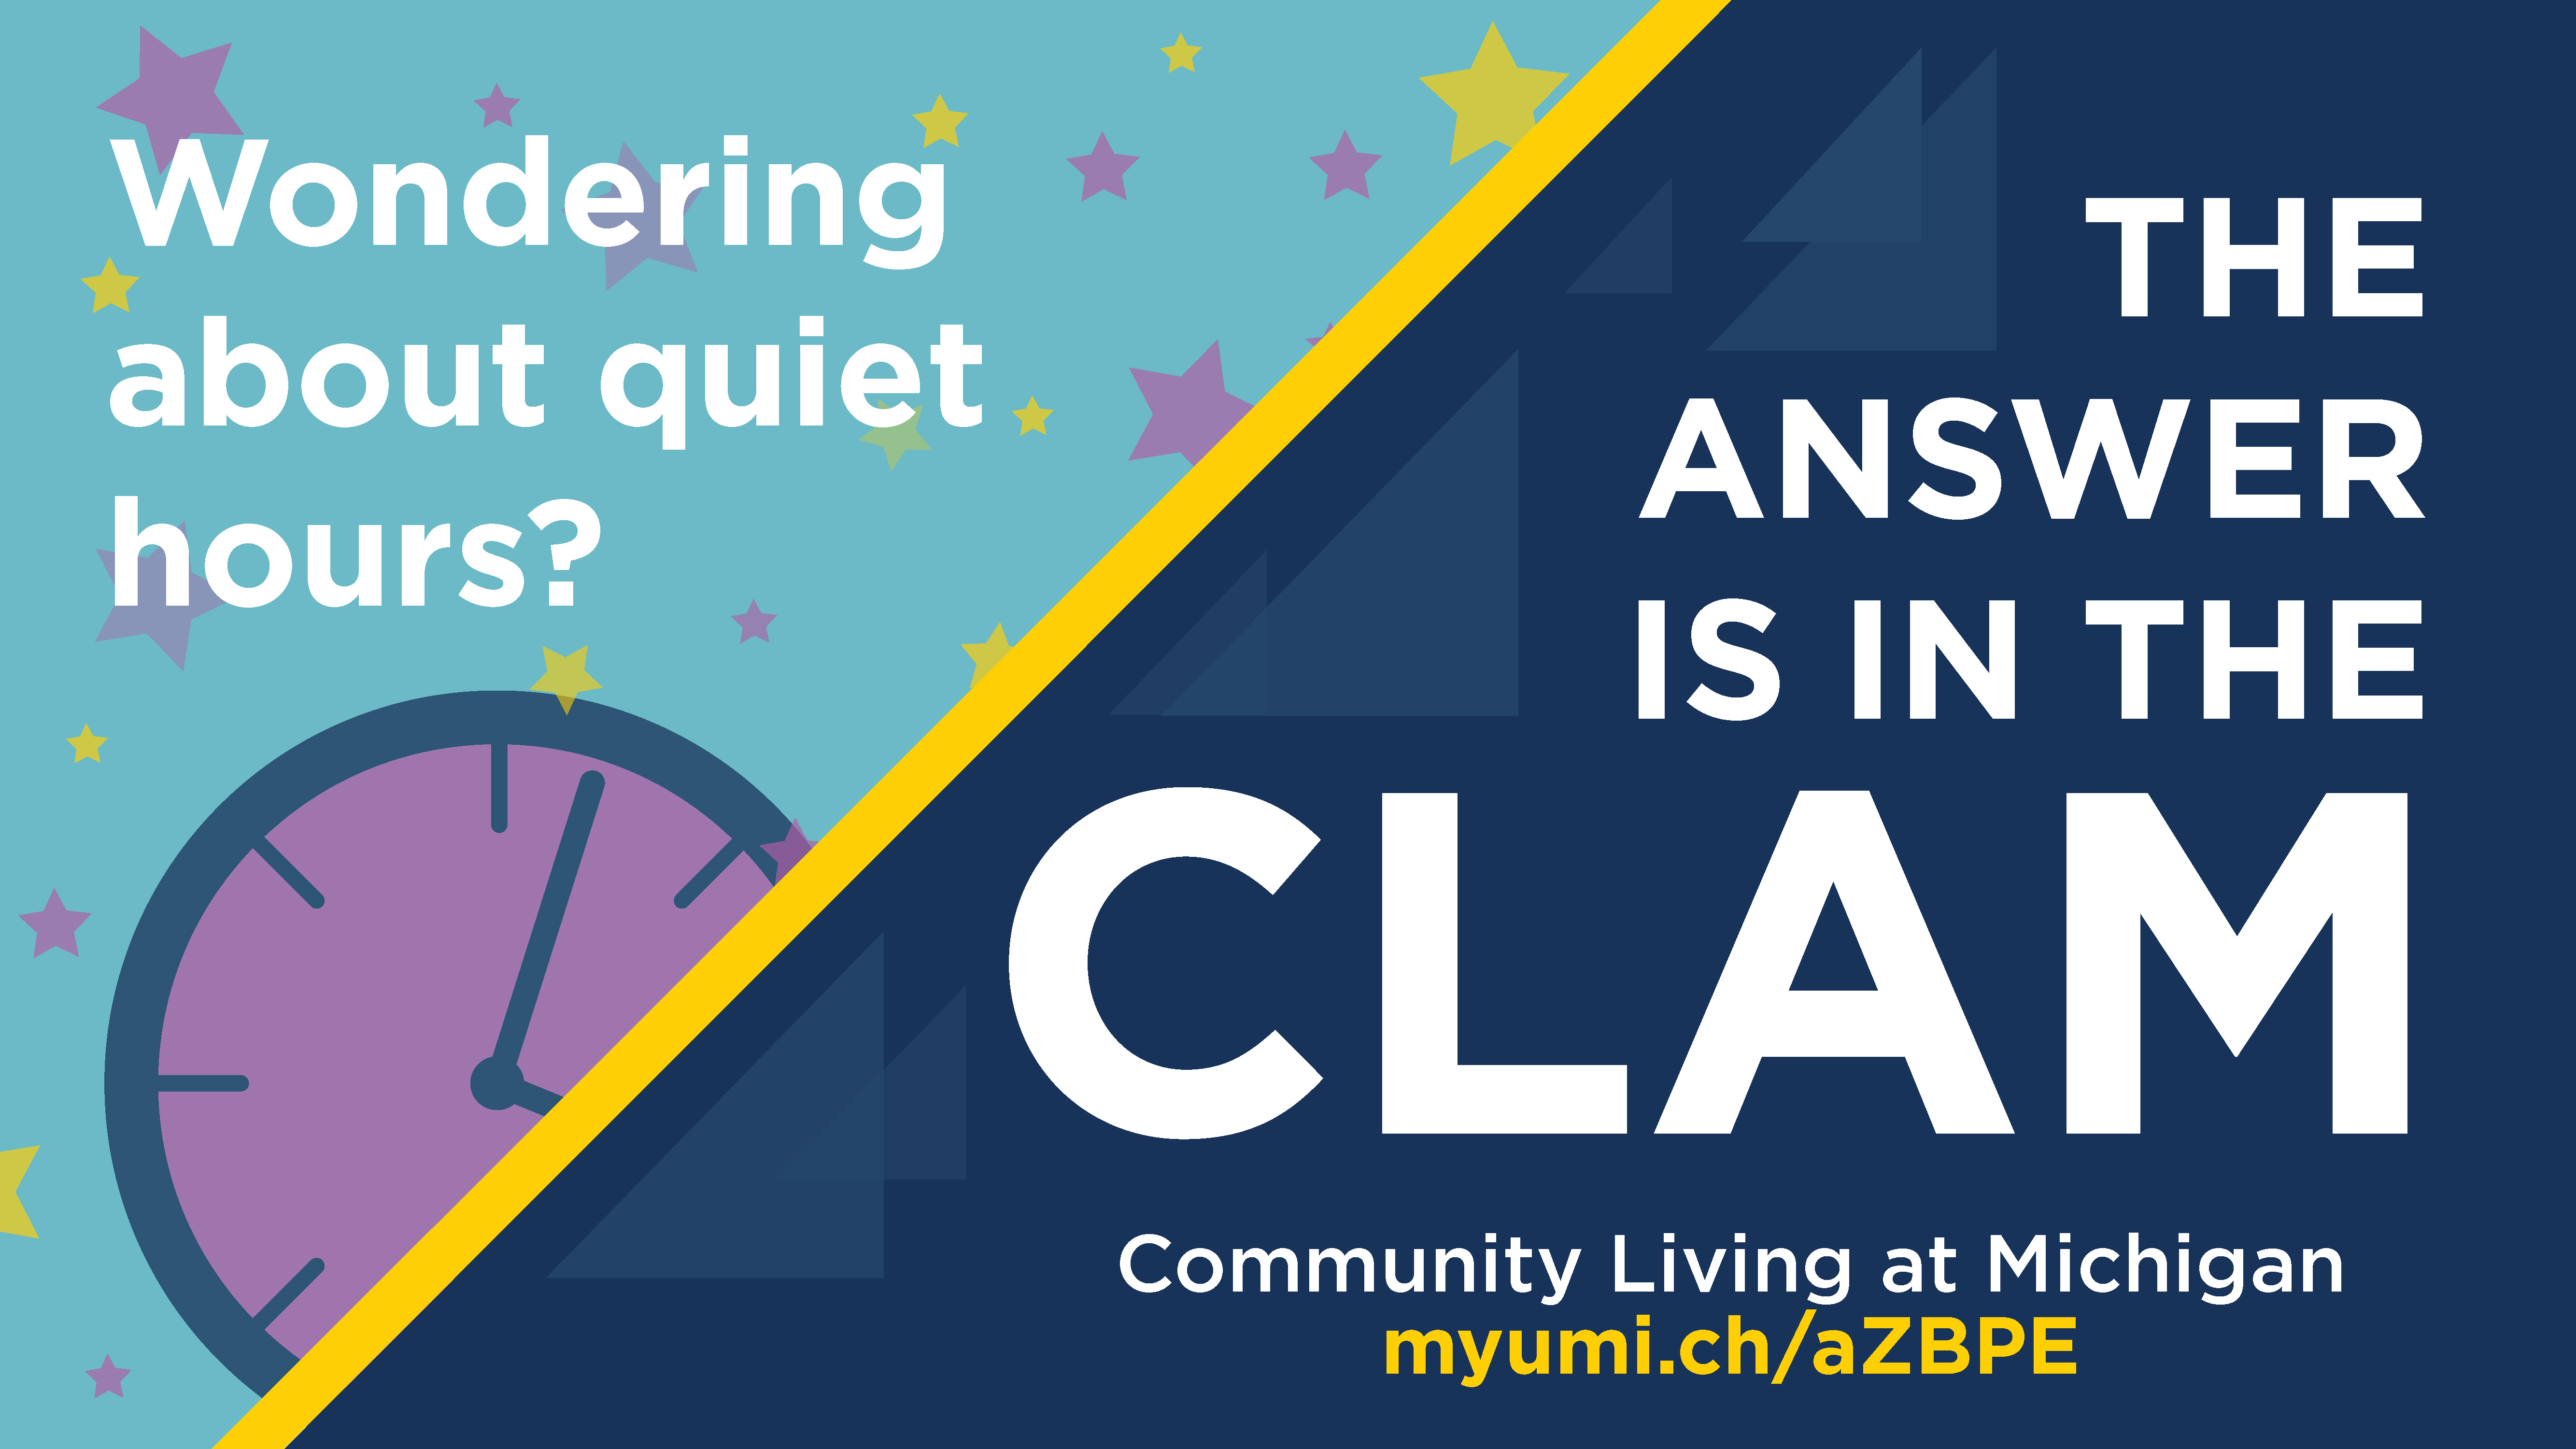 Wondering
about quiet
hours?
THE
ANSWER
IS IN THE
CLAM
Community Living at Michigan
myumi.ch/aZBPE